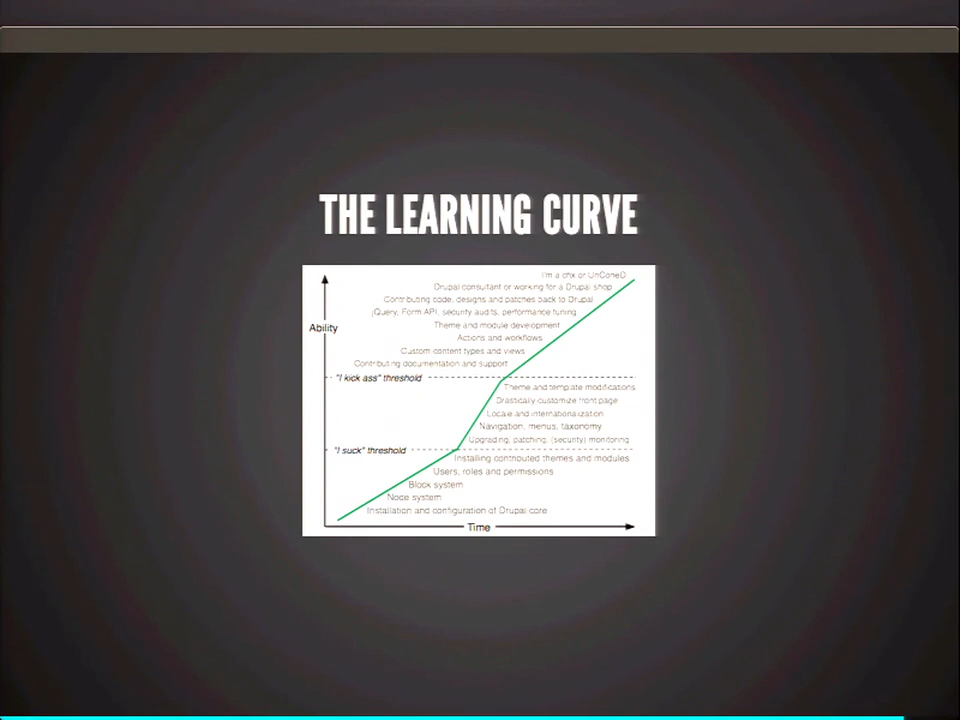 THE LEARNING CURVE
I'm a chx or UnConeD
Drupal consultant or working for a Drupal shop
Contributing code, designs and patches back to Drupal
jQuery, Form API, security audits, performance tuning
Ability
Theme and module development
Actions and workflows
Custom content types and views
Contributing documentation and support
"I kick ass" threshold
Theme and template modifications
Drastically customize front page
Locale and internationalization
Navigation, menus, taxonomy
Upgrading, patching, (security) monitoring
"I suck" threshold
Installing contributed themes and modules
Users, roles and permissions
Block system
Node system
Installation and configuration of Drupal core
Time